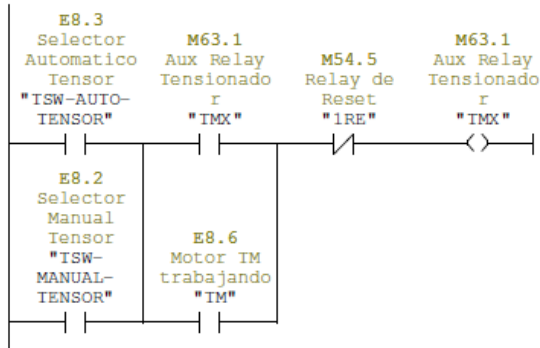 E8.3
Selector
Automatico
Tensor
"TSW-AUTO-
TENSOR"
M63.1
Aux Relay
Tensionado
r
"TMX"
M54.5
Relay de
Reset
"1RE"
M63.1
Aux Relay
Tensionado
r
"TMX"
E8.2
Selector
Manual
Tensor
"TSW-
MANUAL-
TENSOR"
E8.6
Motor TM
trabajando
"TM"